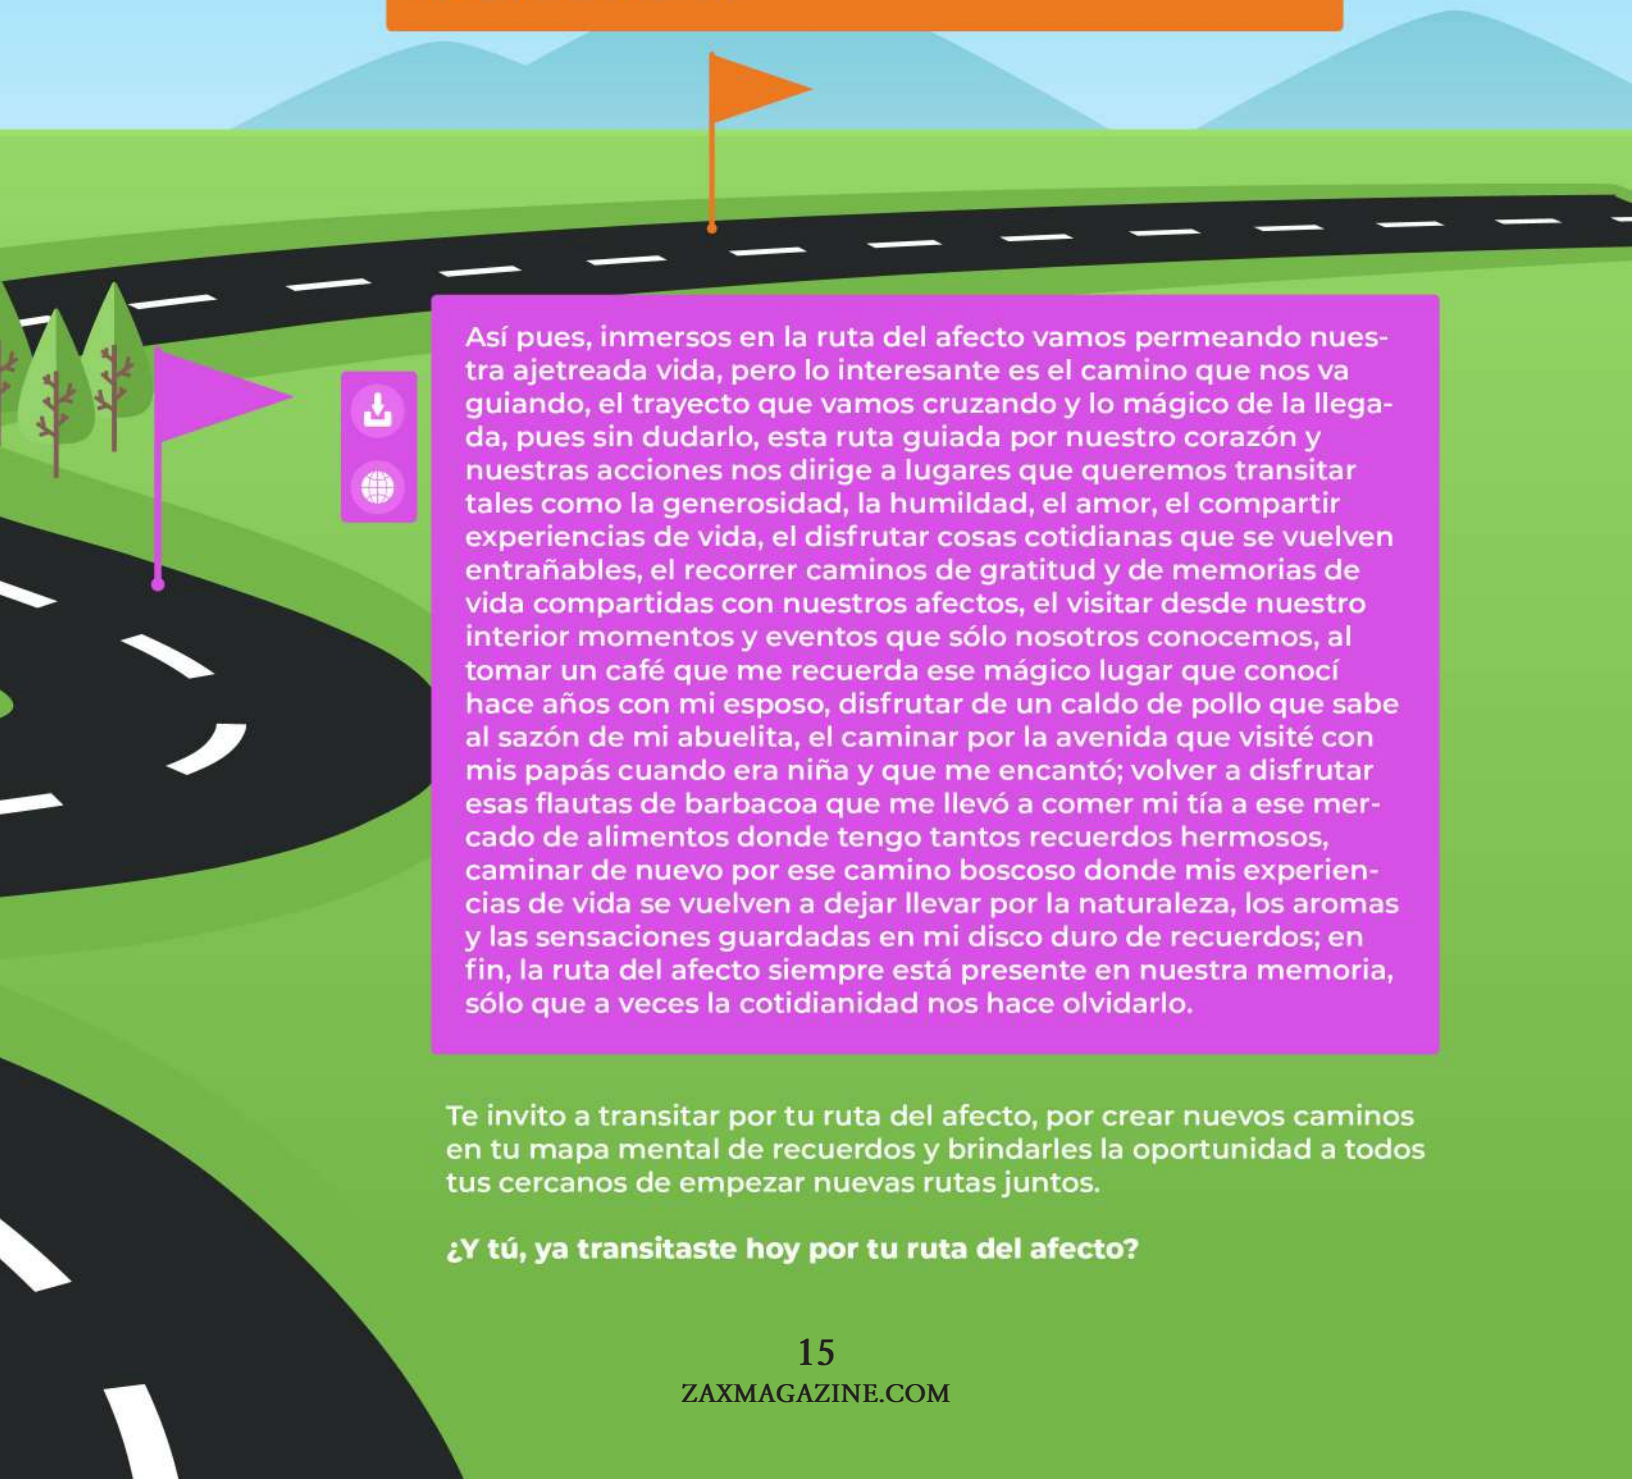 Así pues, inmersos en la ruta del afecto vamos permeando nues-
tra ajetreada vida, pero lo interesante es el camino que nos va
guiando, el trayecto que vamos cruzando y lo mágico de la llega-
da, pues sin dudarlo, esta ruta guiada por nuestro corazón y
nuestras acciones nos dirige a lugares que queremos transitar
tales como la generosidad, la humildad, el amor, el compartir
experiencias de vida, el disfrutar cosas cotidianas que se vuelven
entrañables, el recorrer caminos de gratitud y de memorias de
vida compartidas con nuestros afectos, el visitar desde nuestro
interior momentos y eventos que sólo nosotros conocemos, al
tomar un café que me recuerda ese mágico lugar que conocí
hace años con mi esposo, disfrutar de un caldo de pollo que sabe
al sazón de mi abuelita, el caminar por la avenida que visité con
mis papás cuando era niña y que me encantó; volver a disfrutar
esas flautas de barbacoa que me llevó a comer mi tía a ese mer-
cado de alimentos donde tengo tantos recuerdos hermosos,
caminar de nuevo por ese camino boscoso donde mis experien-
cias de vida se vuelven a dejar llevar por la naturaleza, los aromas
y las sensaciones guardadas en mi disco duro de recuerdos; en
fin, la ruta del afecto siempre está presente en nuestra memoria,
sólo que a veces la cotidianidad nos hace olvidarlo.
Te invito a transitar por tu ruta del afecto, por crear nuevos caminos
en tu mapa mental de recuerdos y brindarles la oportunidad a todos
tus cercanos de empezar nuevas rutas juntos.
¿Y tú, ya transitaste hoy por tu ruta del afecto?
15
ZAXMAGAZINE.COM